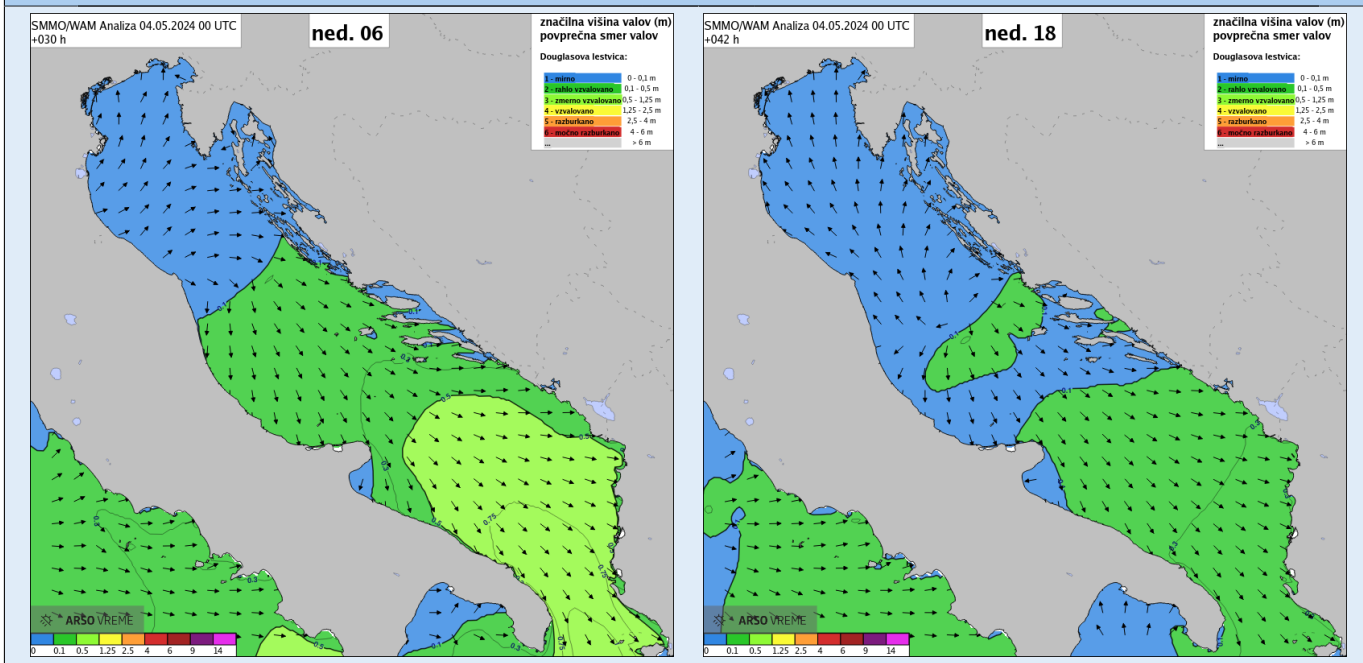 SMMO/WAM Analiza 04.05.2024 00 UTC
+030 h
ned. 06
značilna višina valov (m)
povprečna smer valov
Douglasova lestvica:
1 - mirno 0 - 0,1 m
2 - rahlo vzvalovano 0,1 - 0,5 m
3 - zmerno vzvalovano 0,5 - 1,25 m
4 - vzvalovano 1,25 - 2,5 m
5 - razburkano 2,5 - 4 m
6 - močno razburkano 4 - 6 m
... > 6 m
ARSO VREME
0 0.1 0.5 1.25 2.5 4 6 9 14
SMMO/WAM Analiza 04.05.2024 00 UTC
+042 h
ned. 18
značilna višina valov (m)
povprečna smer valov
Douglasova lestvica:
1 - mirno 0 - 0,1 m
2 - rahlo vzvalovano 0,1 - 0,5 m
3 - zmerno vzvalovano 0,5 - 1,25 m
4 - vzvalovano 1,25 - 2,5 m
5 - razburkano 2,5 - 4 m
6 - močno razburkano 4 - 6 m
... > 6 m
ARSO VREME
0 0.1 0.5 1.25 2.5 4 6 9 14